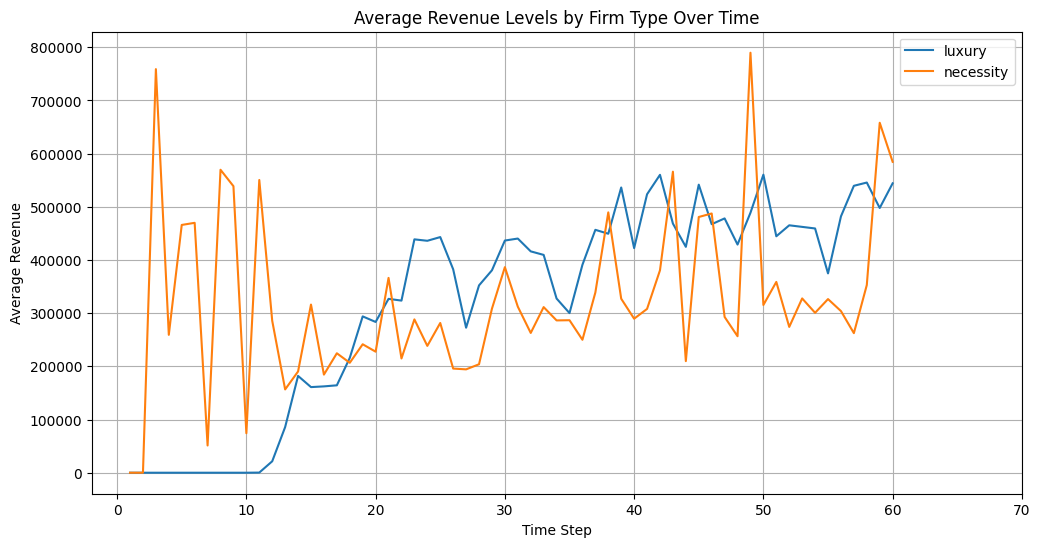 Average Revenue Levels by Firm Type Over Time
luxury
necessity
Average Revenue
800000
700000
600000
500000
400000
300000
200000
100000
0
0 10 20 30 40 50 60 70
Time Step